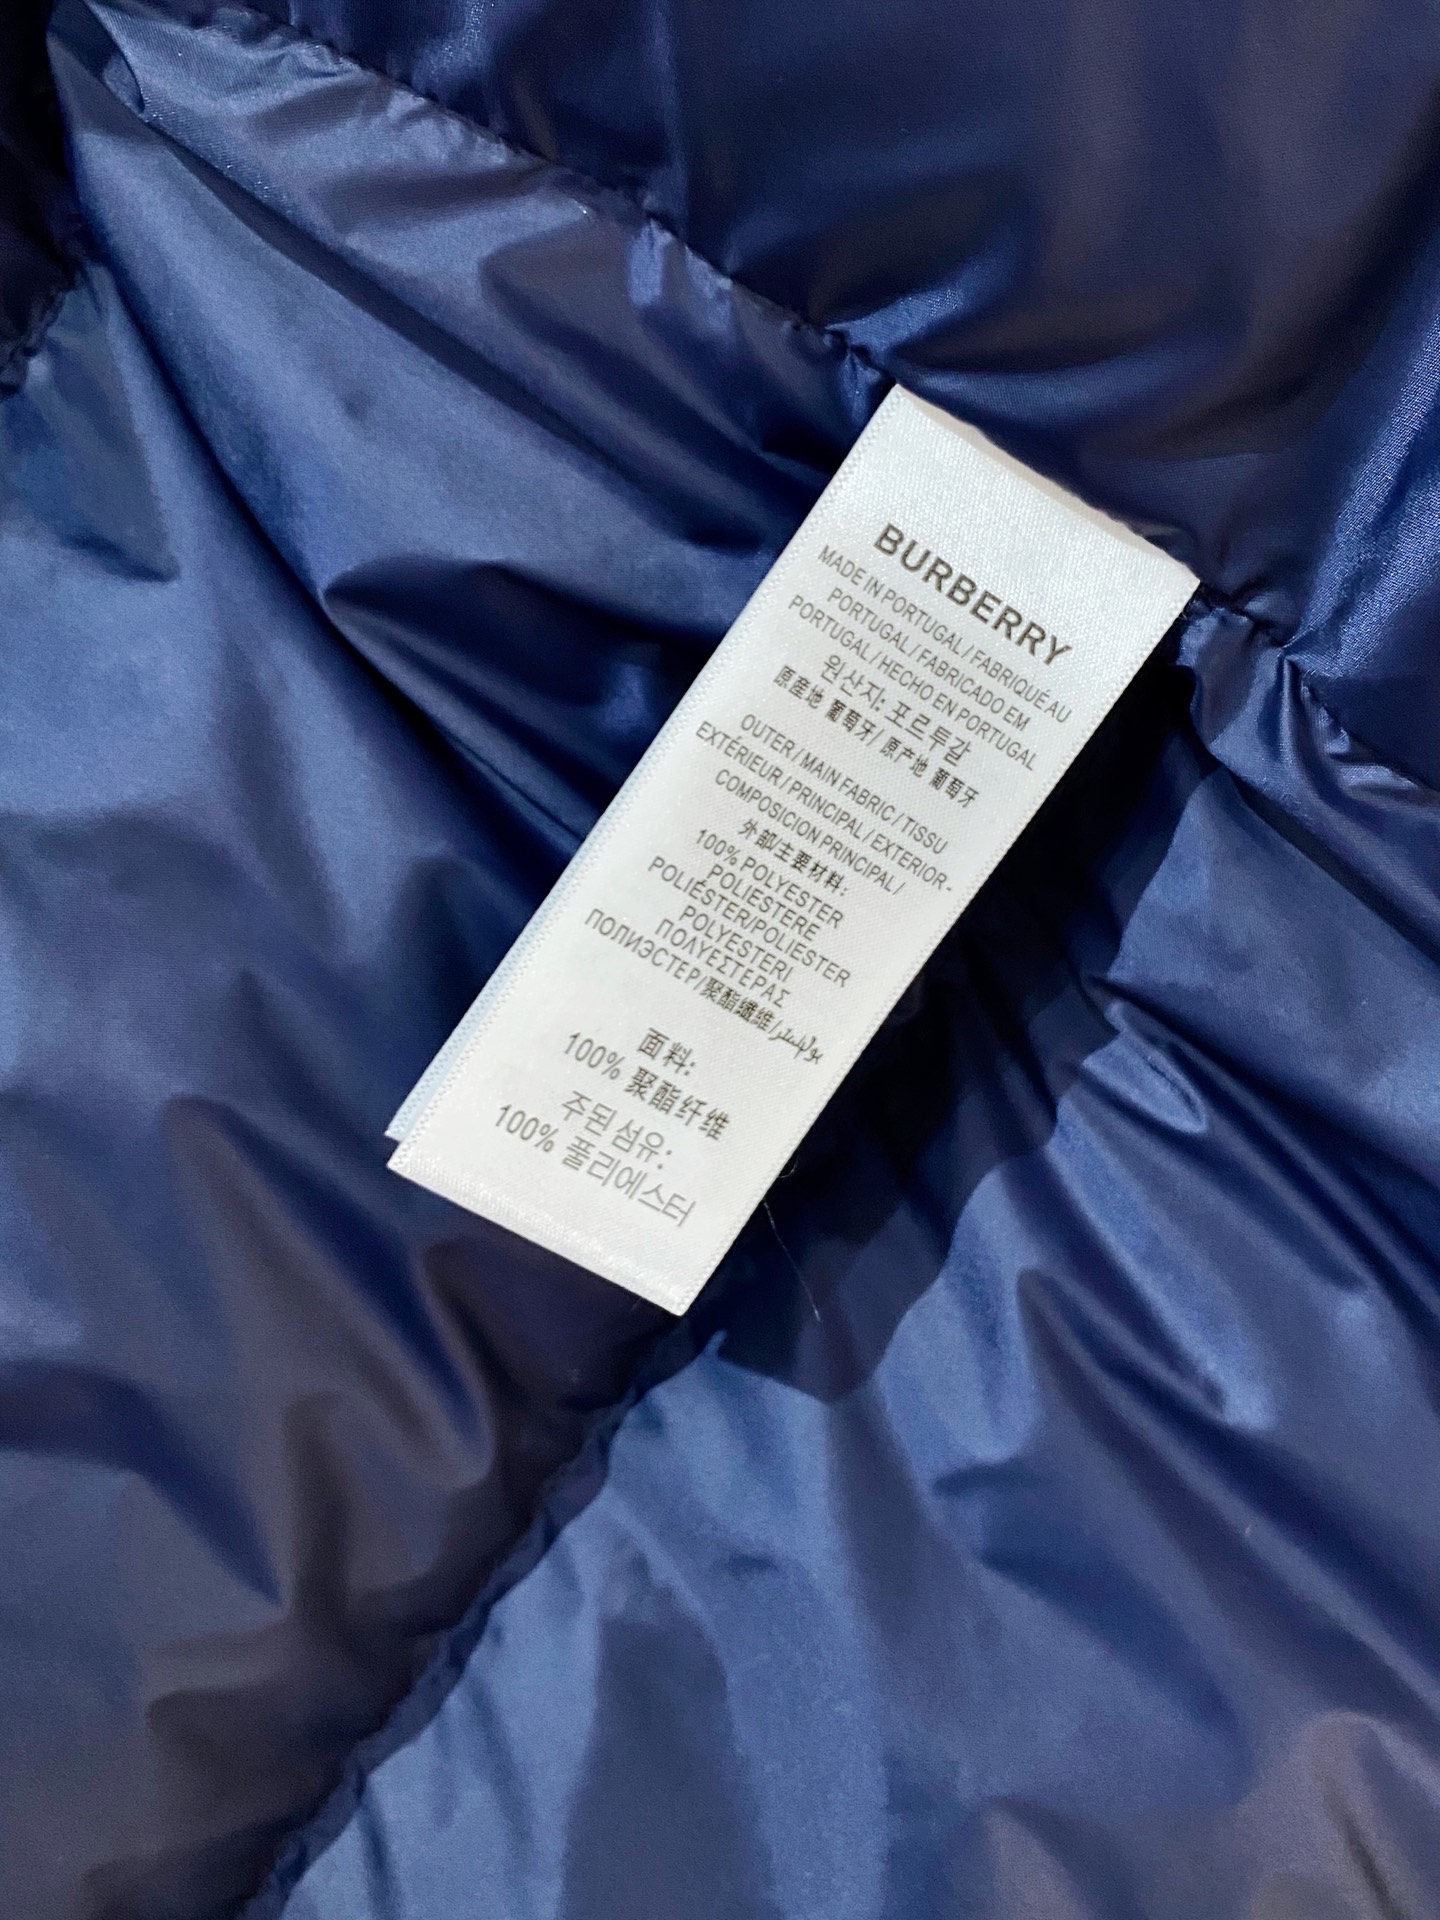 BURBERRY
MADE IN PORTUGAL / FABRIQUÉ AU
PORTUGAL / FABRICADO EM
PORTUGAL / HECHO EN PORTUGAL
원산지: 포르투갈
原産地 葡萄牙 / 原产地 葡萄牙
OUTER / MAIN FABRIC / TISSU
EXTÉRIEUR / PRINCIPAL / EXTERIOR -
COMPOSICION PRINCIPAL /
外部/主要材料:
100% POLYESTER
POLIESTERE
POLIÉSTER/POLIESTER
POLYESTERI
ΠΟΛΥΕΣΤΕΡΑΣ
ПОЛИЭСТЕР/聚酯纖維/بوليستر
面料:
100% 聚酯纤维
주된 섬유:
100% 폴리에스터